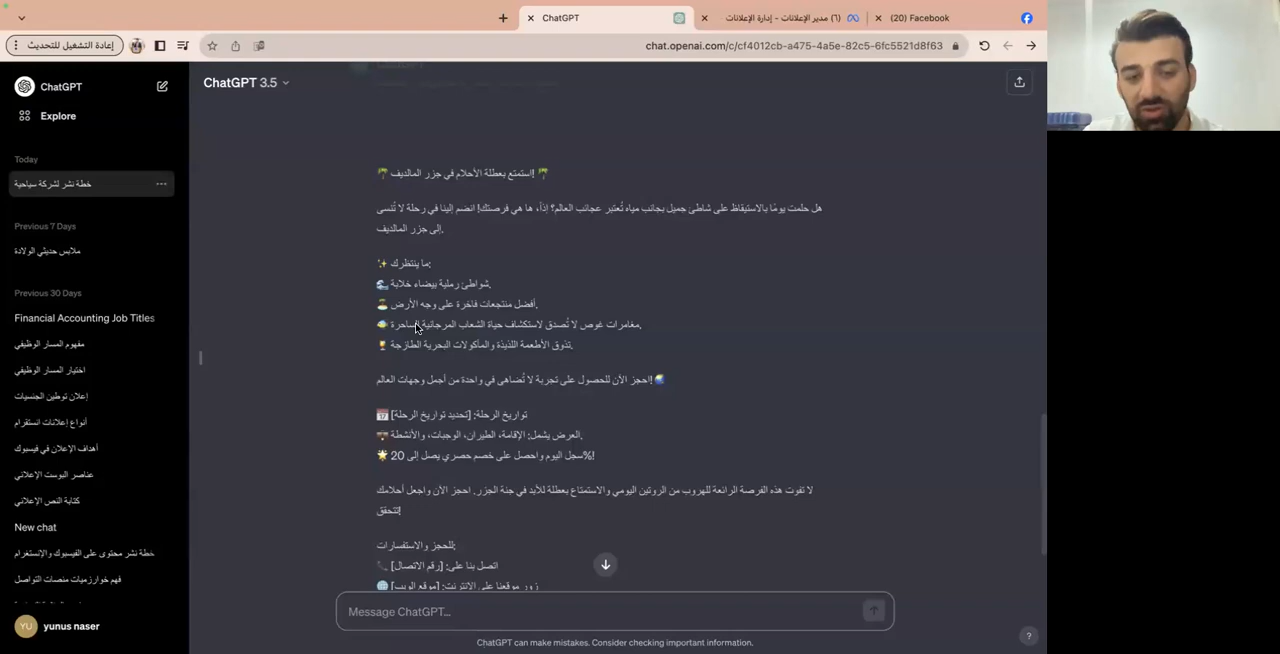 ChatGPT
مدير الإعلانات - إدارة الإعلانات (٦)
(20) Facebook
إعادة التشغيل للتحديث
chat.openai.com/c/cf4012cb-a475-4a5e-82c5-6fc5521d8f63
ChatGPT
Explore
Today
خطة نشر لشركة سياحية
Previous 7 Days
ملابس حديثي الولادة
Previous 30 Days
Financial Accounting Job Titles
مفهوم المسار الوظيفي
اختيار المسار الوظيفي
إعلان توطين الجنسيات
أنواع إعلانات انستقرام
أهداف الإعلان في فيسبوك
عناصر البوست الإعلاني
كتابة النص الإعلاني
New chat
خطة نشر محتوى على الفيسبوك والإنستغرام
فهم خوارزميات منصات التواصل
yunus naser
ChatGPT 3.5
🌴 استمتع بعطلة الأحلام في جزر المالديف! 🌴
هل حلمت يومًا بالاستيقاظ على شاطئ جميل بجانب مياه تُعتبر عجائب العالم؟ إذاً، ها هي فرصتك! انضم إلينا في رحلة لا تُنسى
إلى جزر المالديف.
✨ ما ينتظرك:
🌊 شواطئ رملية بيضاء خلابة.
🏝️ أفضل منتجعات فاخرة على وجه الأرض.
🐠 مغامرات غوص لا تُصدق لاستكشاف حياة الشعاب المرجانية الساحرة.
🍹 تذوق الأطعمة اللذيذة والمأكولات البحرية الطازجة.
احجز الآن للحصول على تجربة لا تُضاهى في واحدة من أجمل وجهات العالم!
📅 تواريخ الرحلة: [تحديد تواريخ الرحلة]
العرض يشمل: الإقامة، الطيران، الوجبات، والأنشطة.
🌟 سجل اليوم واحصل على خصم حصري يصل إلى 20%!
لا تفوت هذه الفرصة الرائعة للهروب من الروتين اليومي والاستمتاع بعطلة للأبد في جنة الجزر. احجز الآن واجعل أحلامك
تتحقق!
للحجز والاستفسارات:
📞 اتصل بنا على: [رقم الاتصال]
🌐 زور موقعنا على الانترنت: [موقع الويب]
Message ChatGPT...
ChatGPT can make mistakes. Consider checking important information.
?